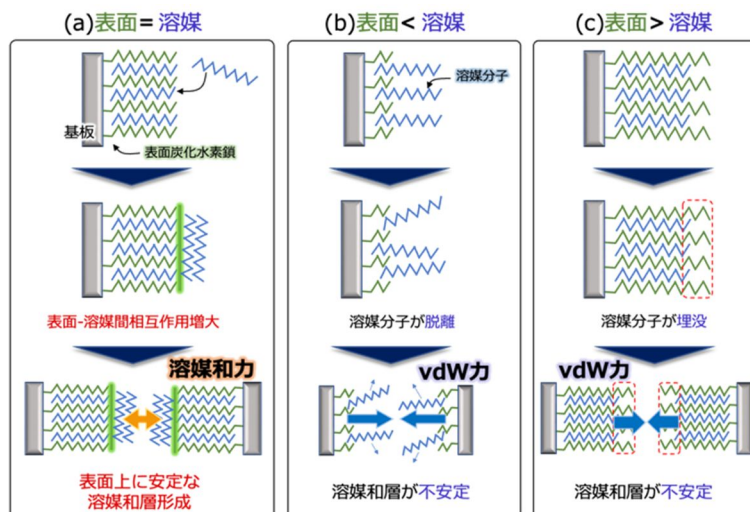 (a)表面=溶媒
基板
表面炭化水素鎖
表面-溶媒間相互作用増大
溶媒和力
表面上に安定な
溶媒和層形成
(b)表面<溶媒
溶媒分子
溶媒分子が脱離
vdW力
溶媒和層が不安定
(c)表面>溶媒
溶媒分子が埋没
vdW力
溶媒和層が不安定